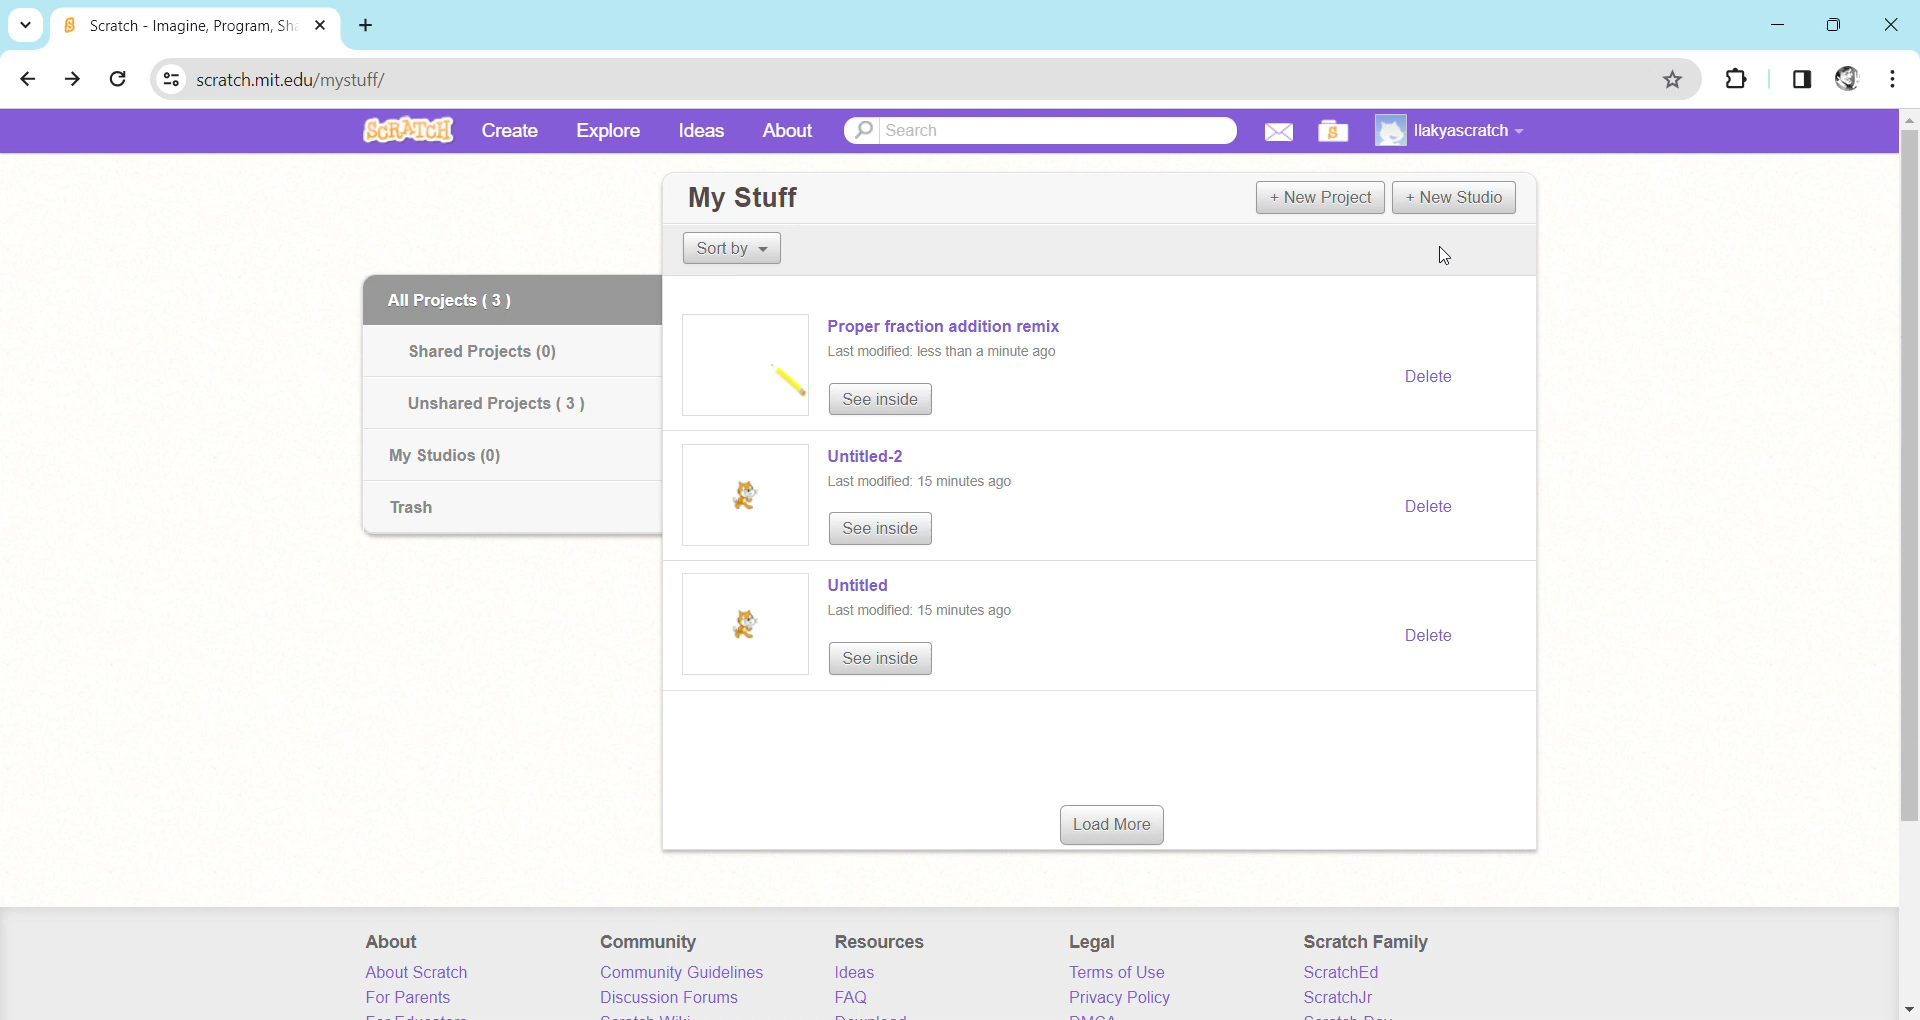 Scratch - Imagine, Program, Sha
scratch.mit.edu/mystuff/
SCRATCH Create Explore Ideas About Search llakyascratch
My Stuff + New Project + New Studio
Sort by
All Projects ( 3 )
Shared Projects (0)
Unshared Projects ( 3 )
My Studios (0)
Trash
Proper fraction addition remix
Last modified: less than a minute ago
See inside
Delete
Untitled-2
Last modified: 15 minutes ago
See inside
Delete
Untitled
Last modified: 15 minutes ago
See inside
Delete
Load More
About Community Resources Legal Scratch Family
About Scratch Community Guidelines Ideas Terms of Use ScratchEd
For Parents Discussion Forums FAQ Privacy Policy ScratchJr